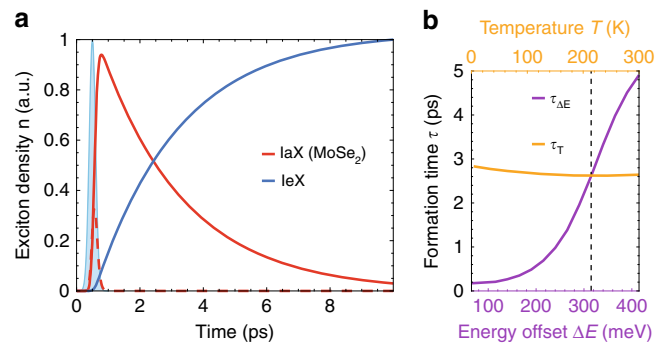 a
Exciton density n (a.u.)
1
0.8
0.6
0.4
0.2
0
0
2
4
6
8
Time (ps)
IaX (MoSe₂)
IeX
b
Temperature T (K)
0
100
200
300
Formation time τ (ps)
5
4
3
2
1
0
τ_ΔE
τ_T
100
200
300
400
Energy offset ΔE (meV)